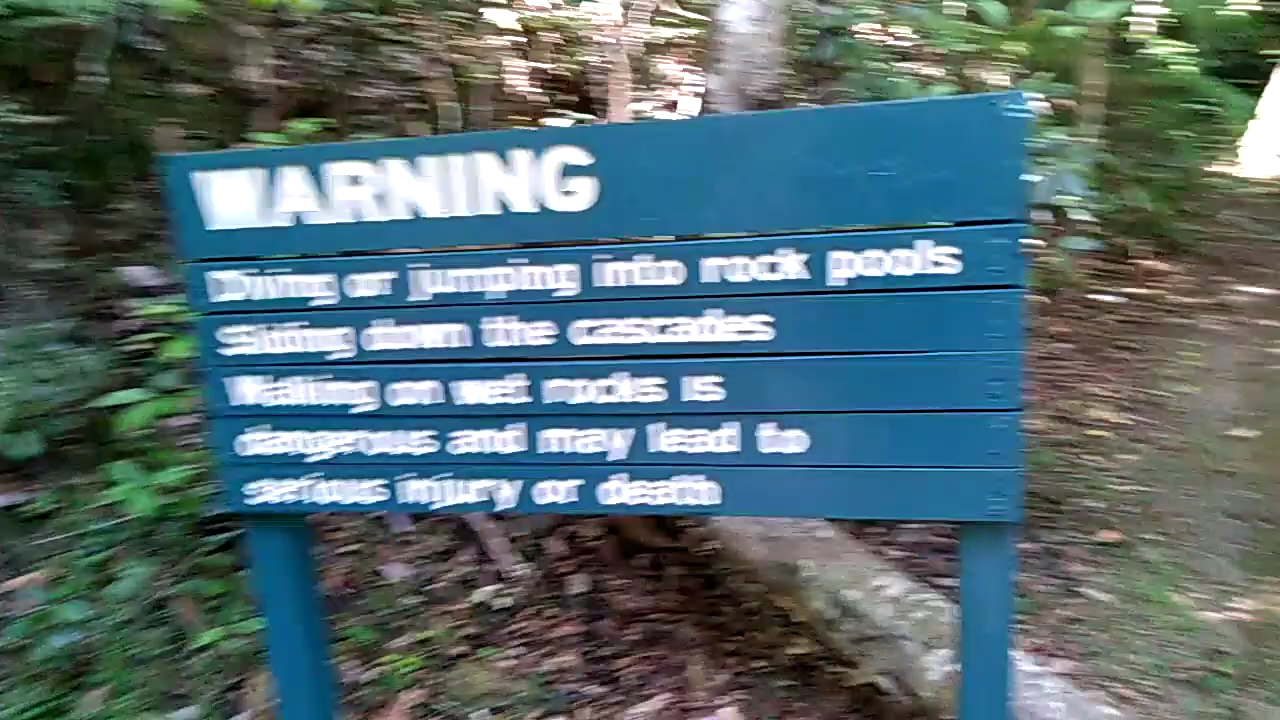 WARNING
Diving or jumping into rock pools
Sliding down the cascades
Walking on wet rocks is
dangerous and may lead to
serious injury or death